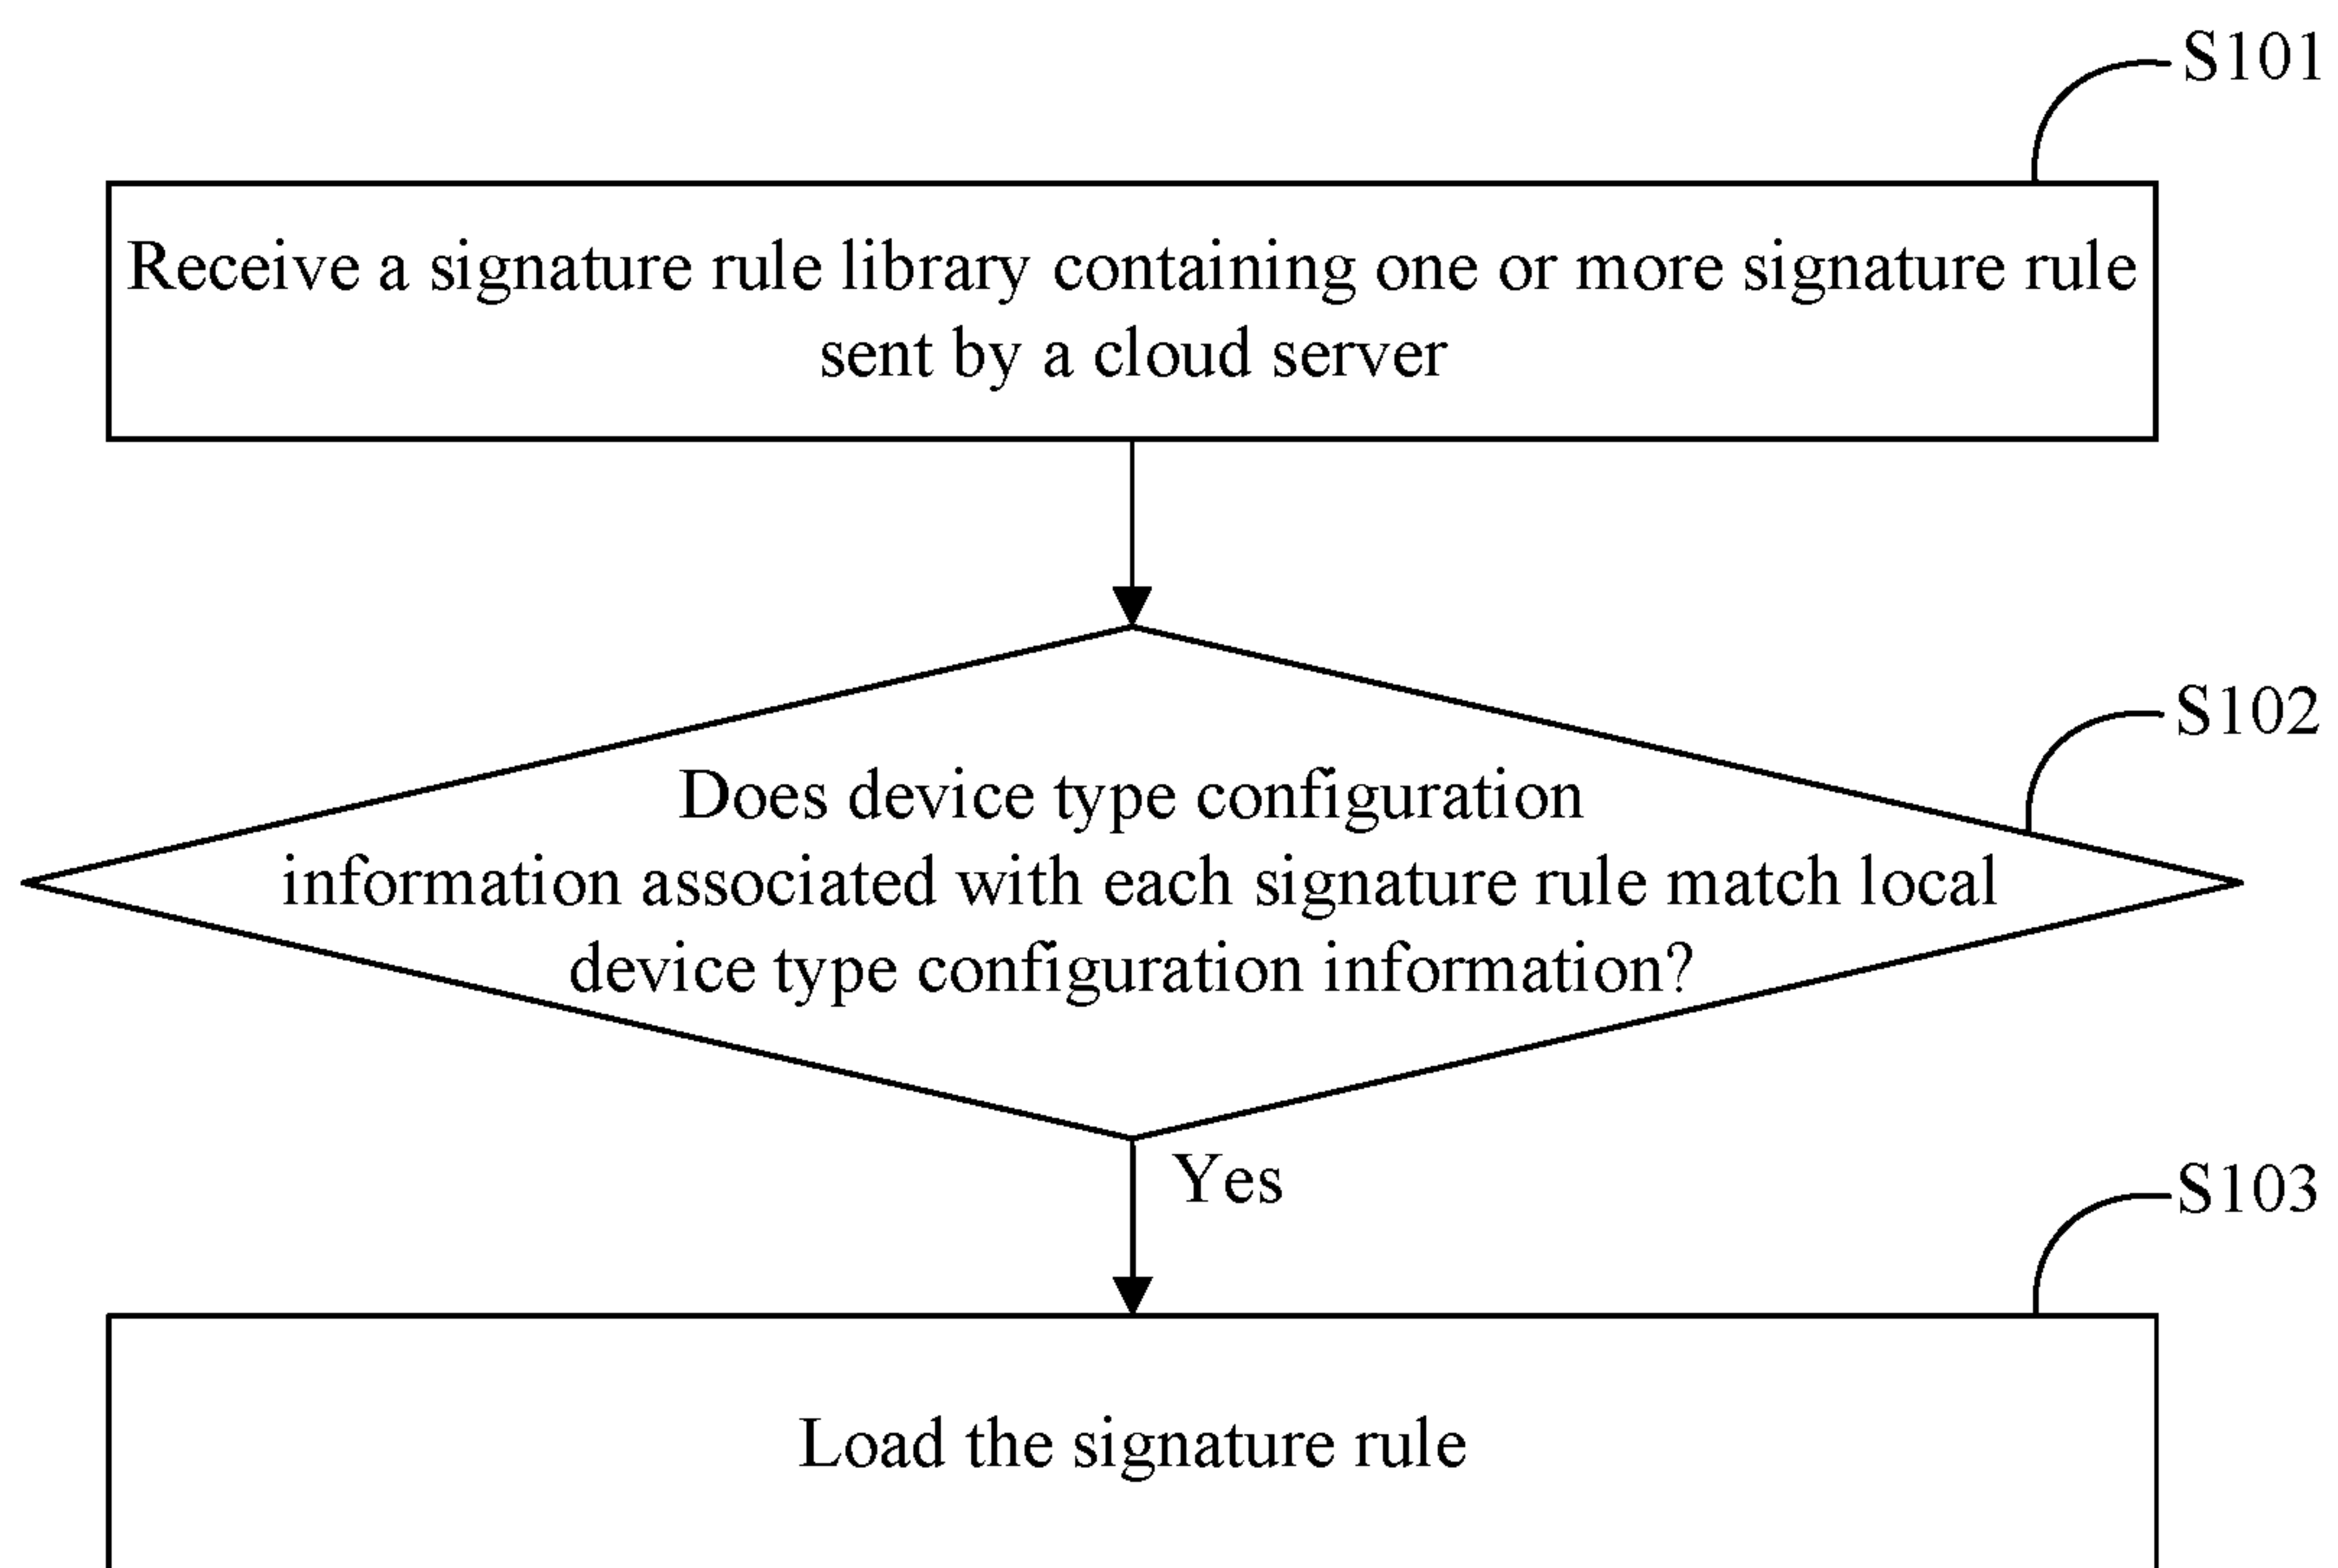 S101
Receive a signature rule library containing one or more signature rule
sent by a cloud server
S102
Does device type configuration
information associated with each signature rule match local
device type configuration information?
Yes
S103
Load the signature rule